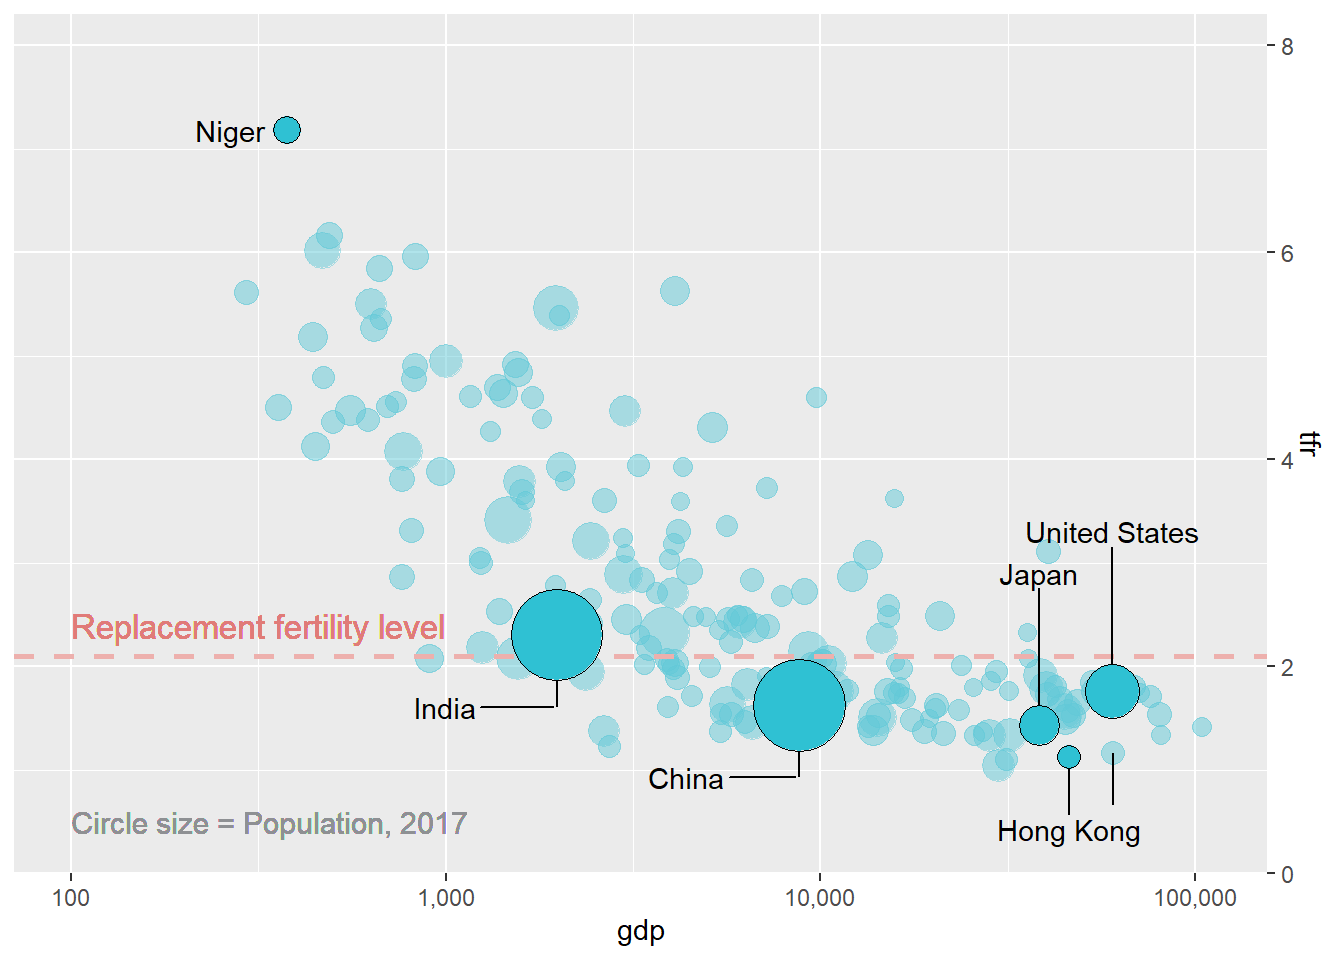 8
Niger
6
4
tfr
United States
Japan
Replacement fertility level
2
India
China
Circle size = Population, 2017
Hong Kong
0
100 1,000 10,000 100,000
gdp